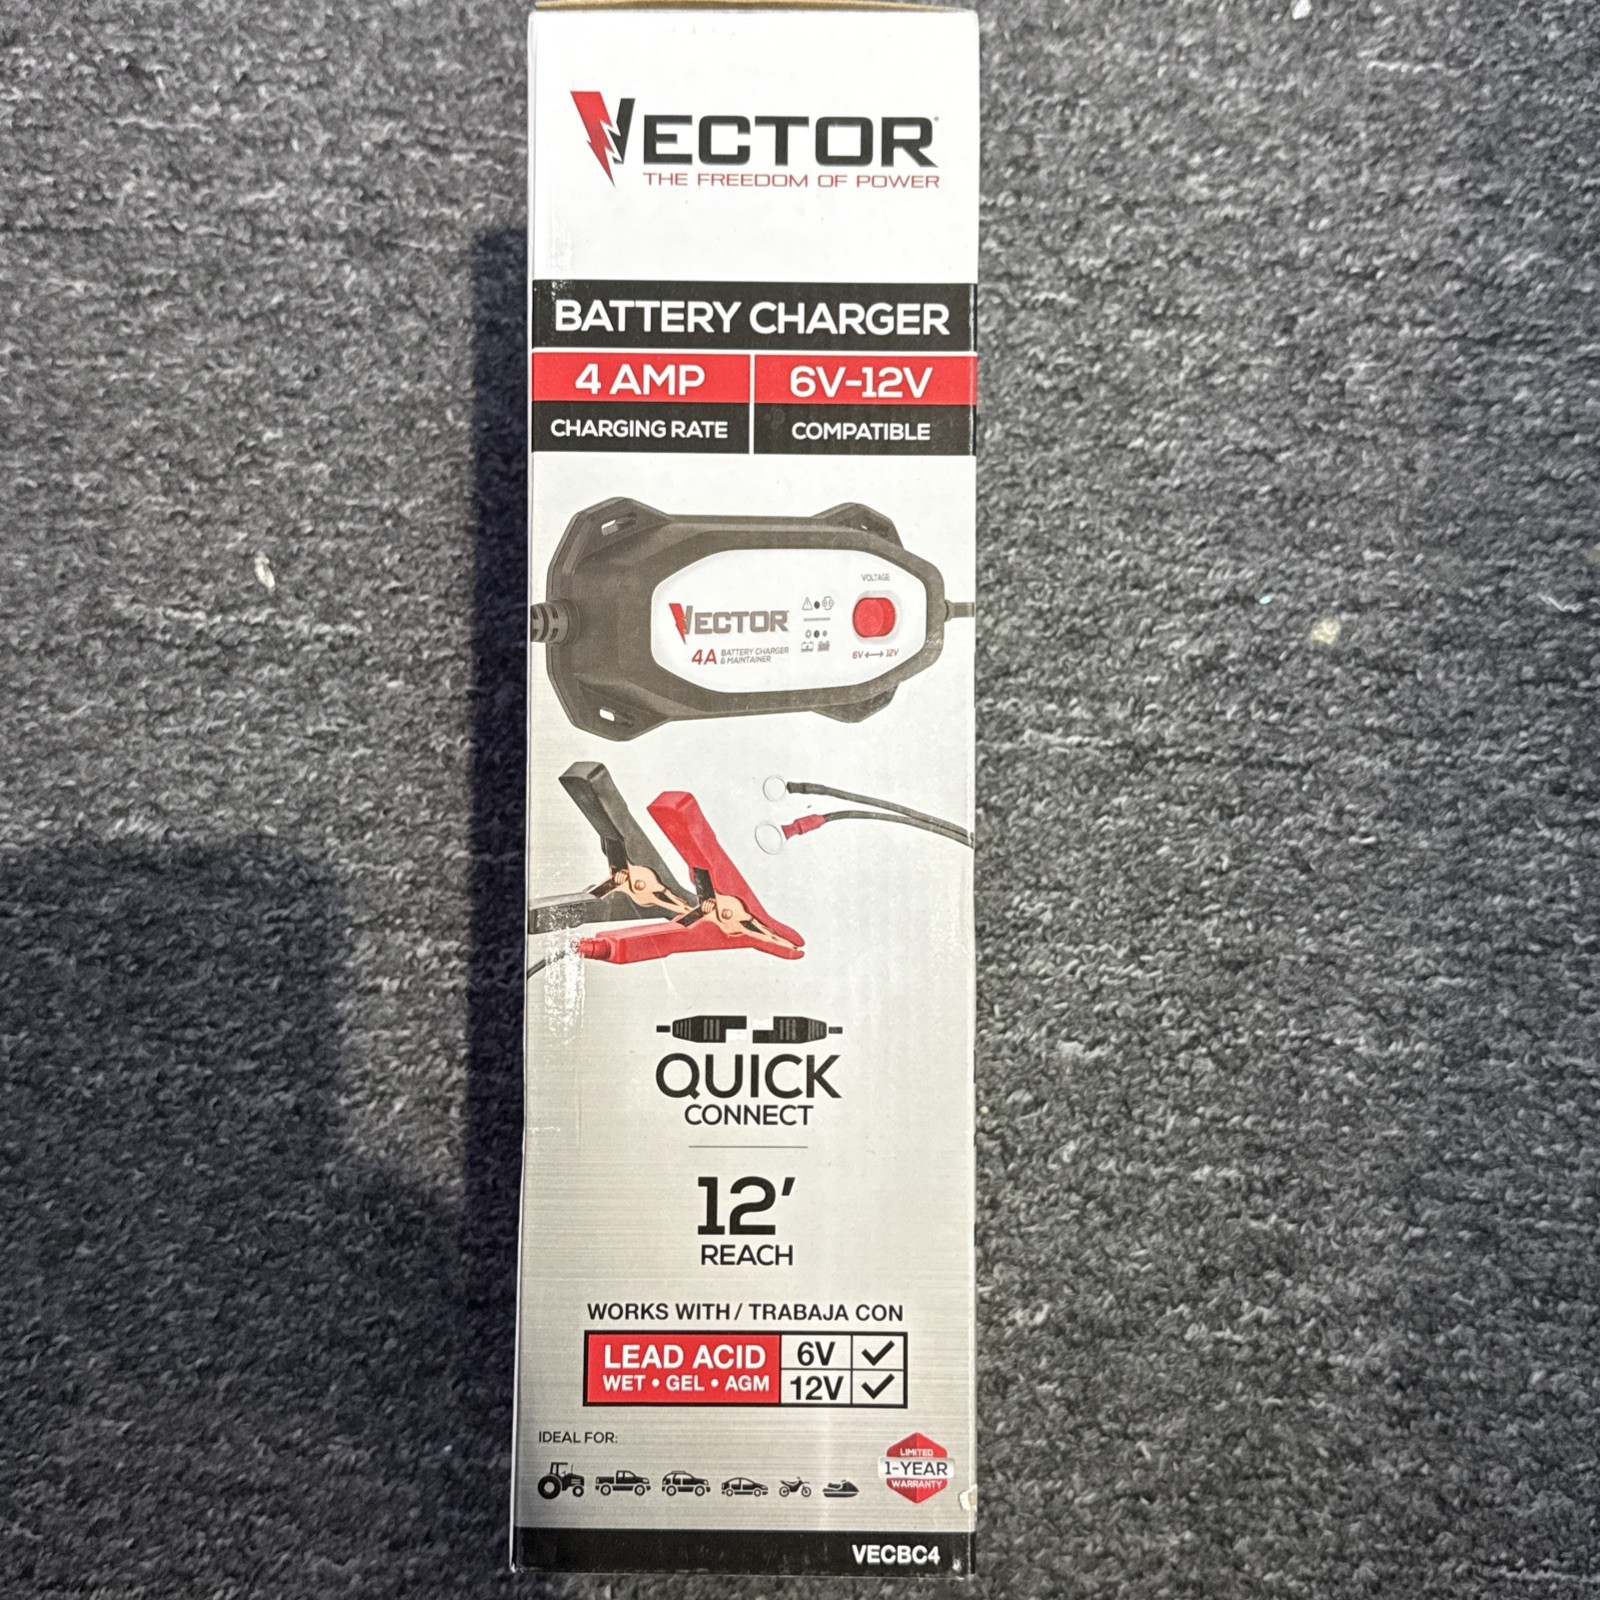 VECTOR
THE FREEDOM OF POWER
BATTERY CHARGER
4 AMP
6V-12V
CHARGING RATE
COMPATIBLE
VOLTAGE
VECTOR
4A BATTERY CHARGER
& MAINTAINER
6V 12V
QUICK
CONNECT
12'
REACH
WORKS WITH / TRABAJA CON
LEAD ACID
WET • GEL • AGM
6V
12V
IDEAL FOR:
LIMITED
1-YEAR
WARRANTY
VECBC4